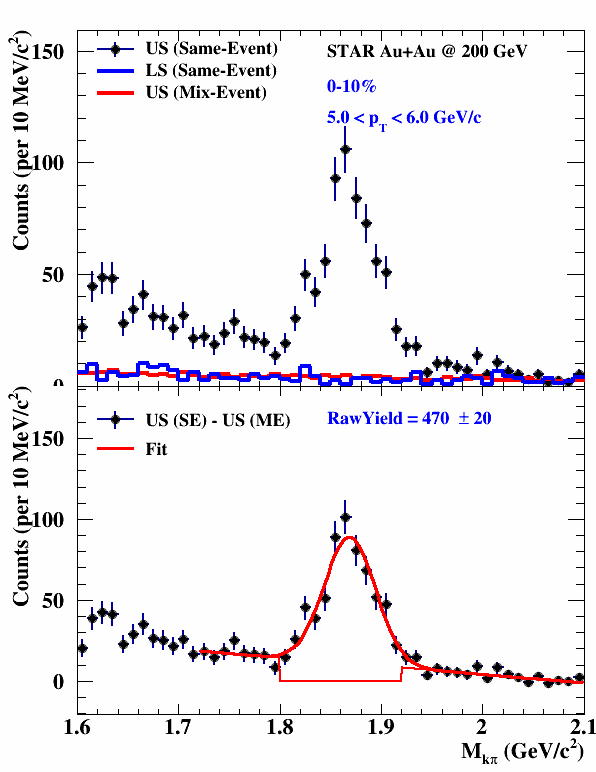 US (Same-Event)
LS (Same-Event)
US (Mix-Event)
STAR Au+Au @ 200 GeV
0-10%
5.0 < p_T < 6.0 GeV/c
Counts (per 10 MeV/c²)
150
100
50
0
US (SE) - US (ME)
Fit
RawYield = 470 ± 20
Counts (per 10 MeV/c²)
150
100
50
0
1.6 1.7 1.8 1.9 2 2.1
M_kπ (GeV/c²)